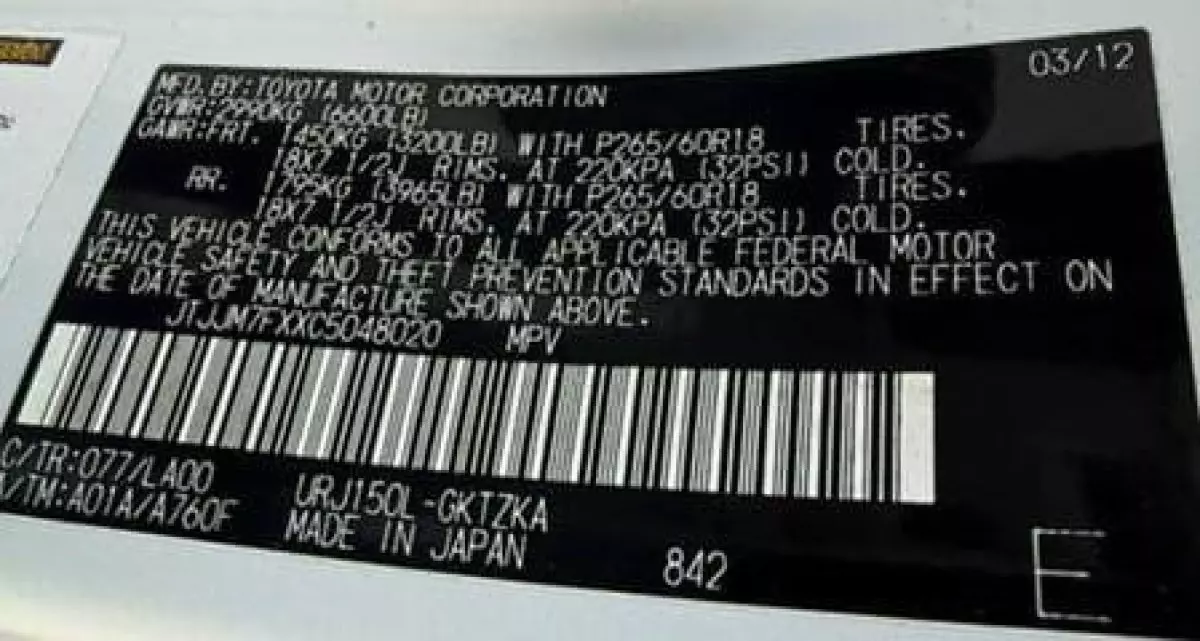 03/12
MFD. BY: TOYOTA MOTOR CORPORATION
GVWR: 2990KG (6600LB)
GAWR: FRT. 1450KG (3200LB) WITH P265/60R18 TIRES.
18X7 1/2J RIMS. AT 220KPA (32PSI) COLD.
RR. 1795KG (3965LB) WITH P265/60R18 TIRES.
18X7 1/2J RIMS. AT 220KPA (32PSI) COLD.
THIS VEHICLE CONFORMS TO ALL APPLICABLE FEDERAL MOTOR
VEHICLE SAFETY AND THEFT PREVENTION STANDARDS IN EFFECT ON
THE DATE OF MANUFACTURE SHOWN ABOVE.
JTJJM7FXXC5048020 MPV
C/TR: 077/LA00 URJ150L-GKTZKA
A/TM: A01A/A760F MADE IN JAPAN
842
E